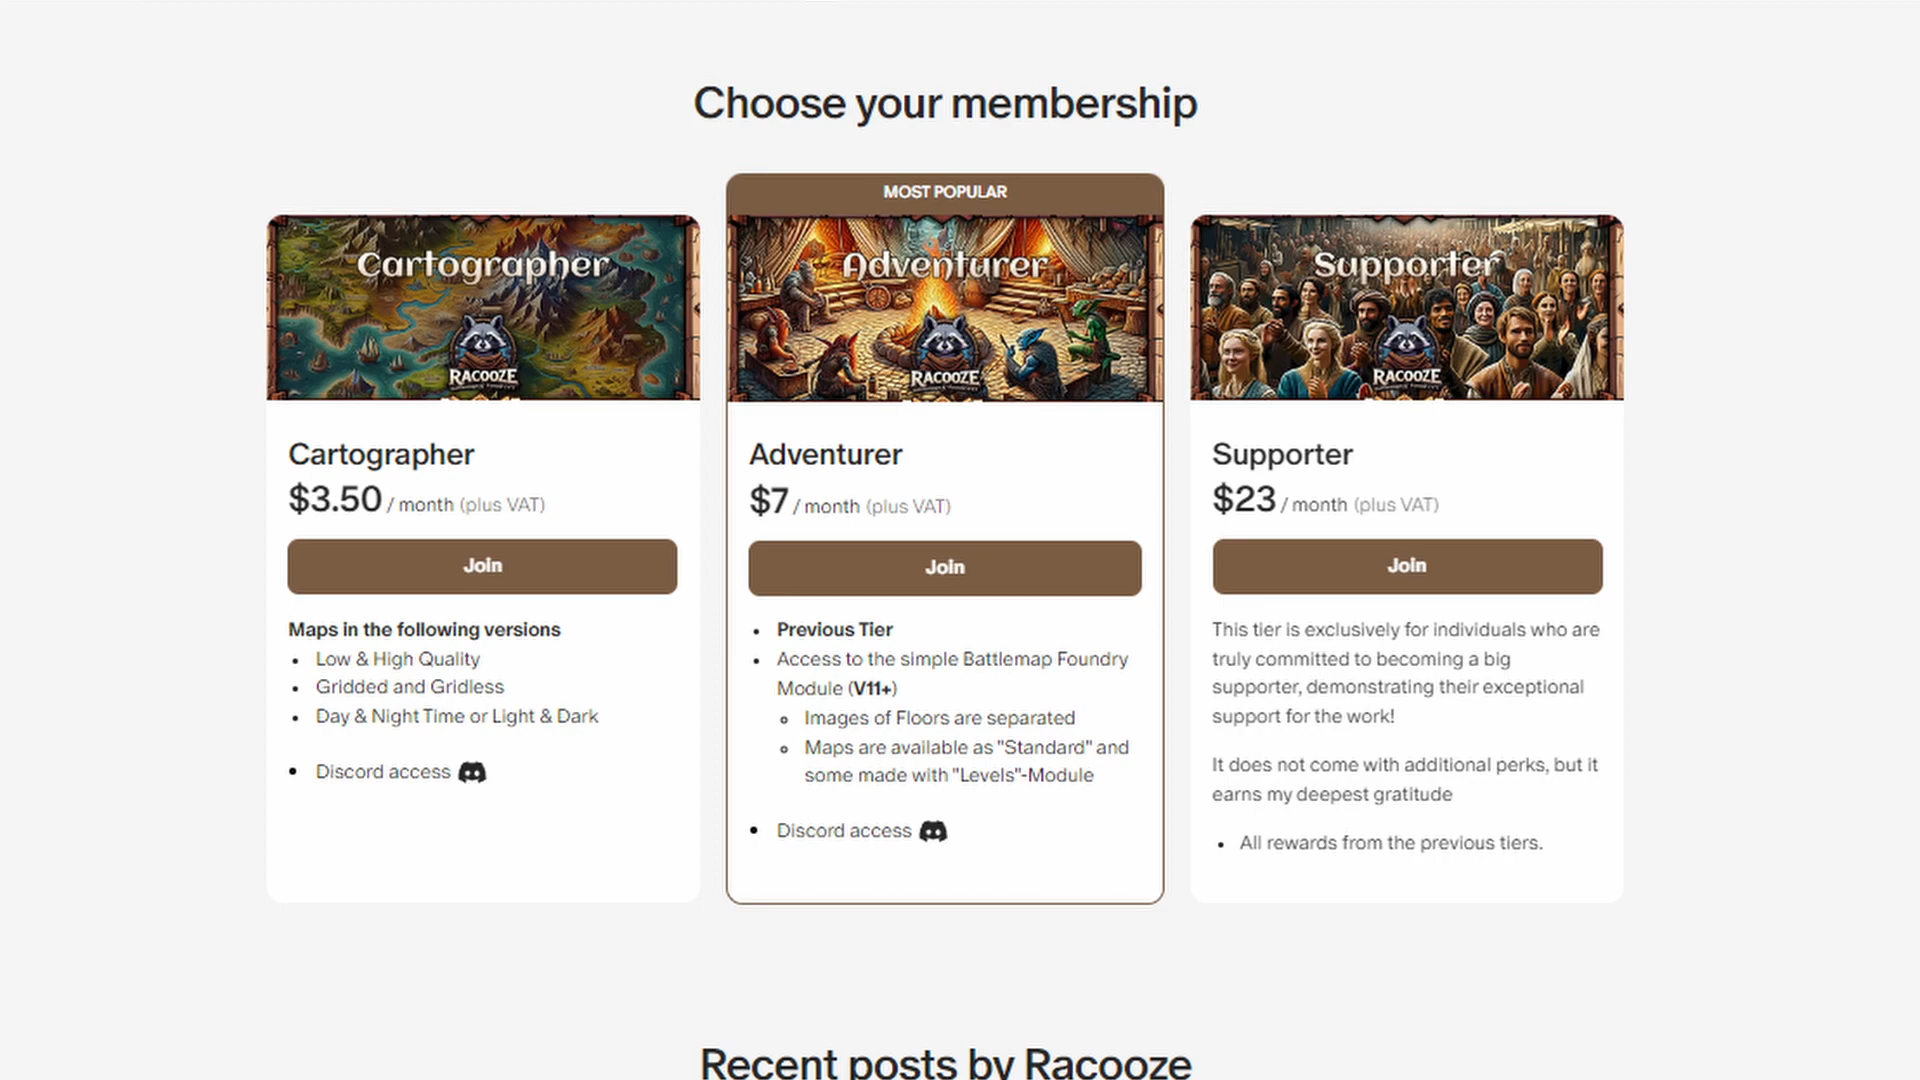 Choose your membership
MOST POPULAR
Cartographer
RACOOZE
Cartographer
$3.50 / month (plus VAT)
Join
Maps in the following versions
• Low & High Quality
• Gridded and Gridless
• Day & Night Time or Light & Dark
• Discord access
Adventurer
RACOOZE
Adventurer
$7 / month (plus VAT)
Join
• Previous Tier
• Access to the simple Battlemap Foundry
Module (V11+)
◦ Images of Floors are separated
◦ Maps are available as "Standard" and
some made with "Levels"-Module
• Discord access
Supporter
RACOOZE
Supporter
$23 / month (plus VAT)
Join
This tier is exclusively for individuals who are
truly committed to becoming a big
supporter, demonstrating their exceptional
support for the work!
It does not come with additional perks, but it
earns my deepest gratitude
• All rewards from the previous tiers.
Recent posts by Racooze